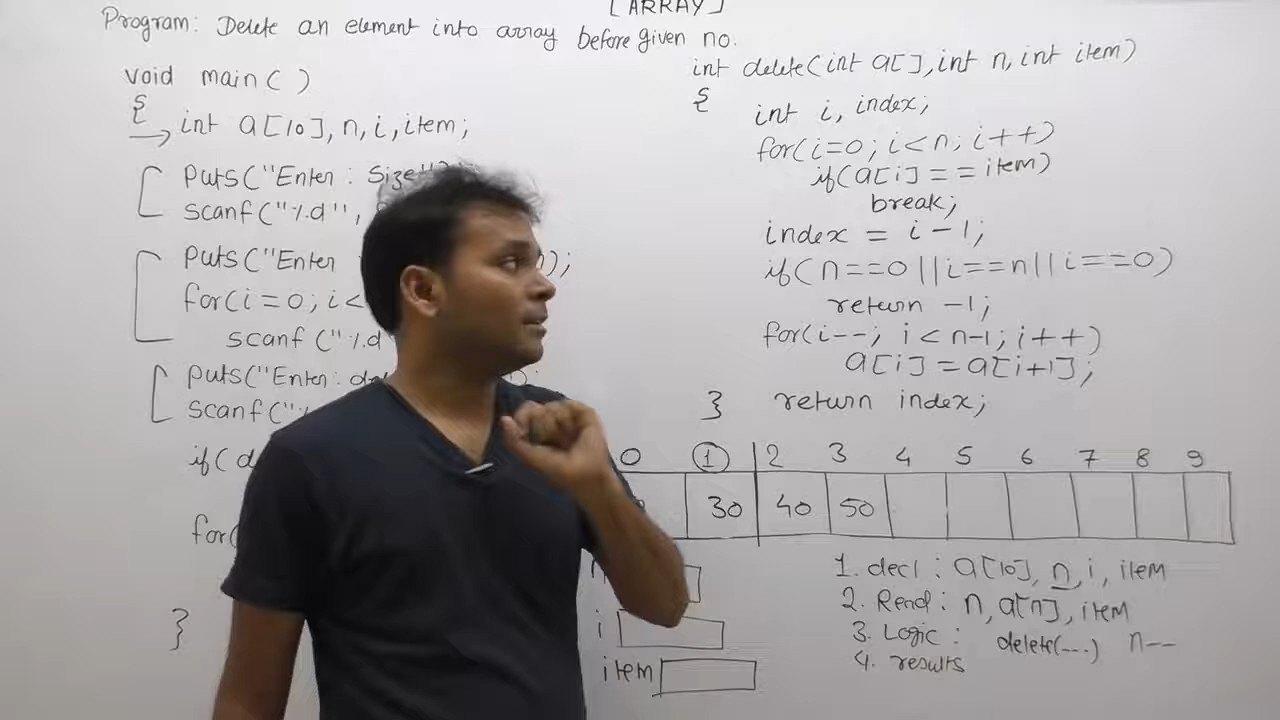 [ARRAY]
Program: Delete an element into array before given no.
void main( )
{
int a[10], n, i, item;
puts("Enter: size");
scanf("%d",
puts("Enter
for(i=0; i<
scanf("%d
puts("Enter:
scanf("%
if(d
for(
}
int delete(int a[], int n, int item)
{
int i, index;
for(i=0; i<n; i++)
if(a[i]==item)
break;
index = i-1;
if(n==0||i==n||i==0)
return -1;
for(i--; i<n-1; i++)
a[i]=a[i+1];
return index;
}
0 1 2 3 4 5 6 7 8 9
30 40 50
n
i
item
1. decl: a[10], n, i, item
2. Read: n, a[n], item
3. Logic: delete(---) n--
4. results